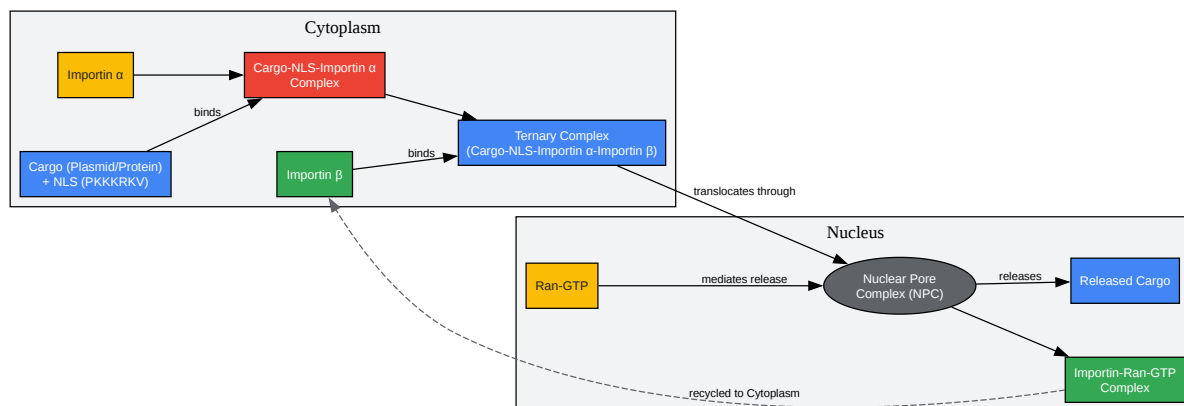 Cytoplasm
Importin α
Cargo-NLS-Importin α
Complex
binds
Cargo (Plasmid/Protein)
+ NLS (PKKKRKV)
Importin β
binds
Ternary Complex
(Cargo-NLS-Importin α-Importin β)
translocates through
Nucleus
Ran-GTP
mediates release
Nuclear Pore
Complex (NPC)
releases
Released Cargo
Importin-Ran-GTP
Complex
recycled to Cytoplasm